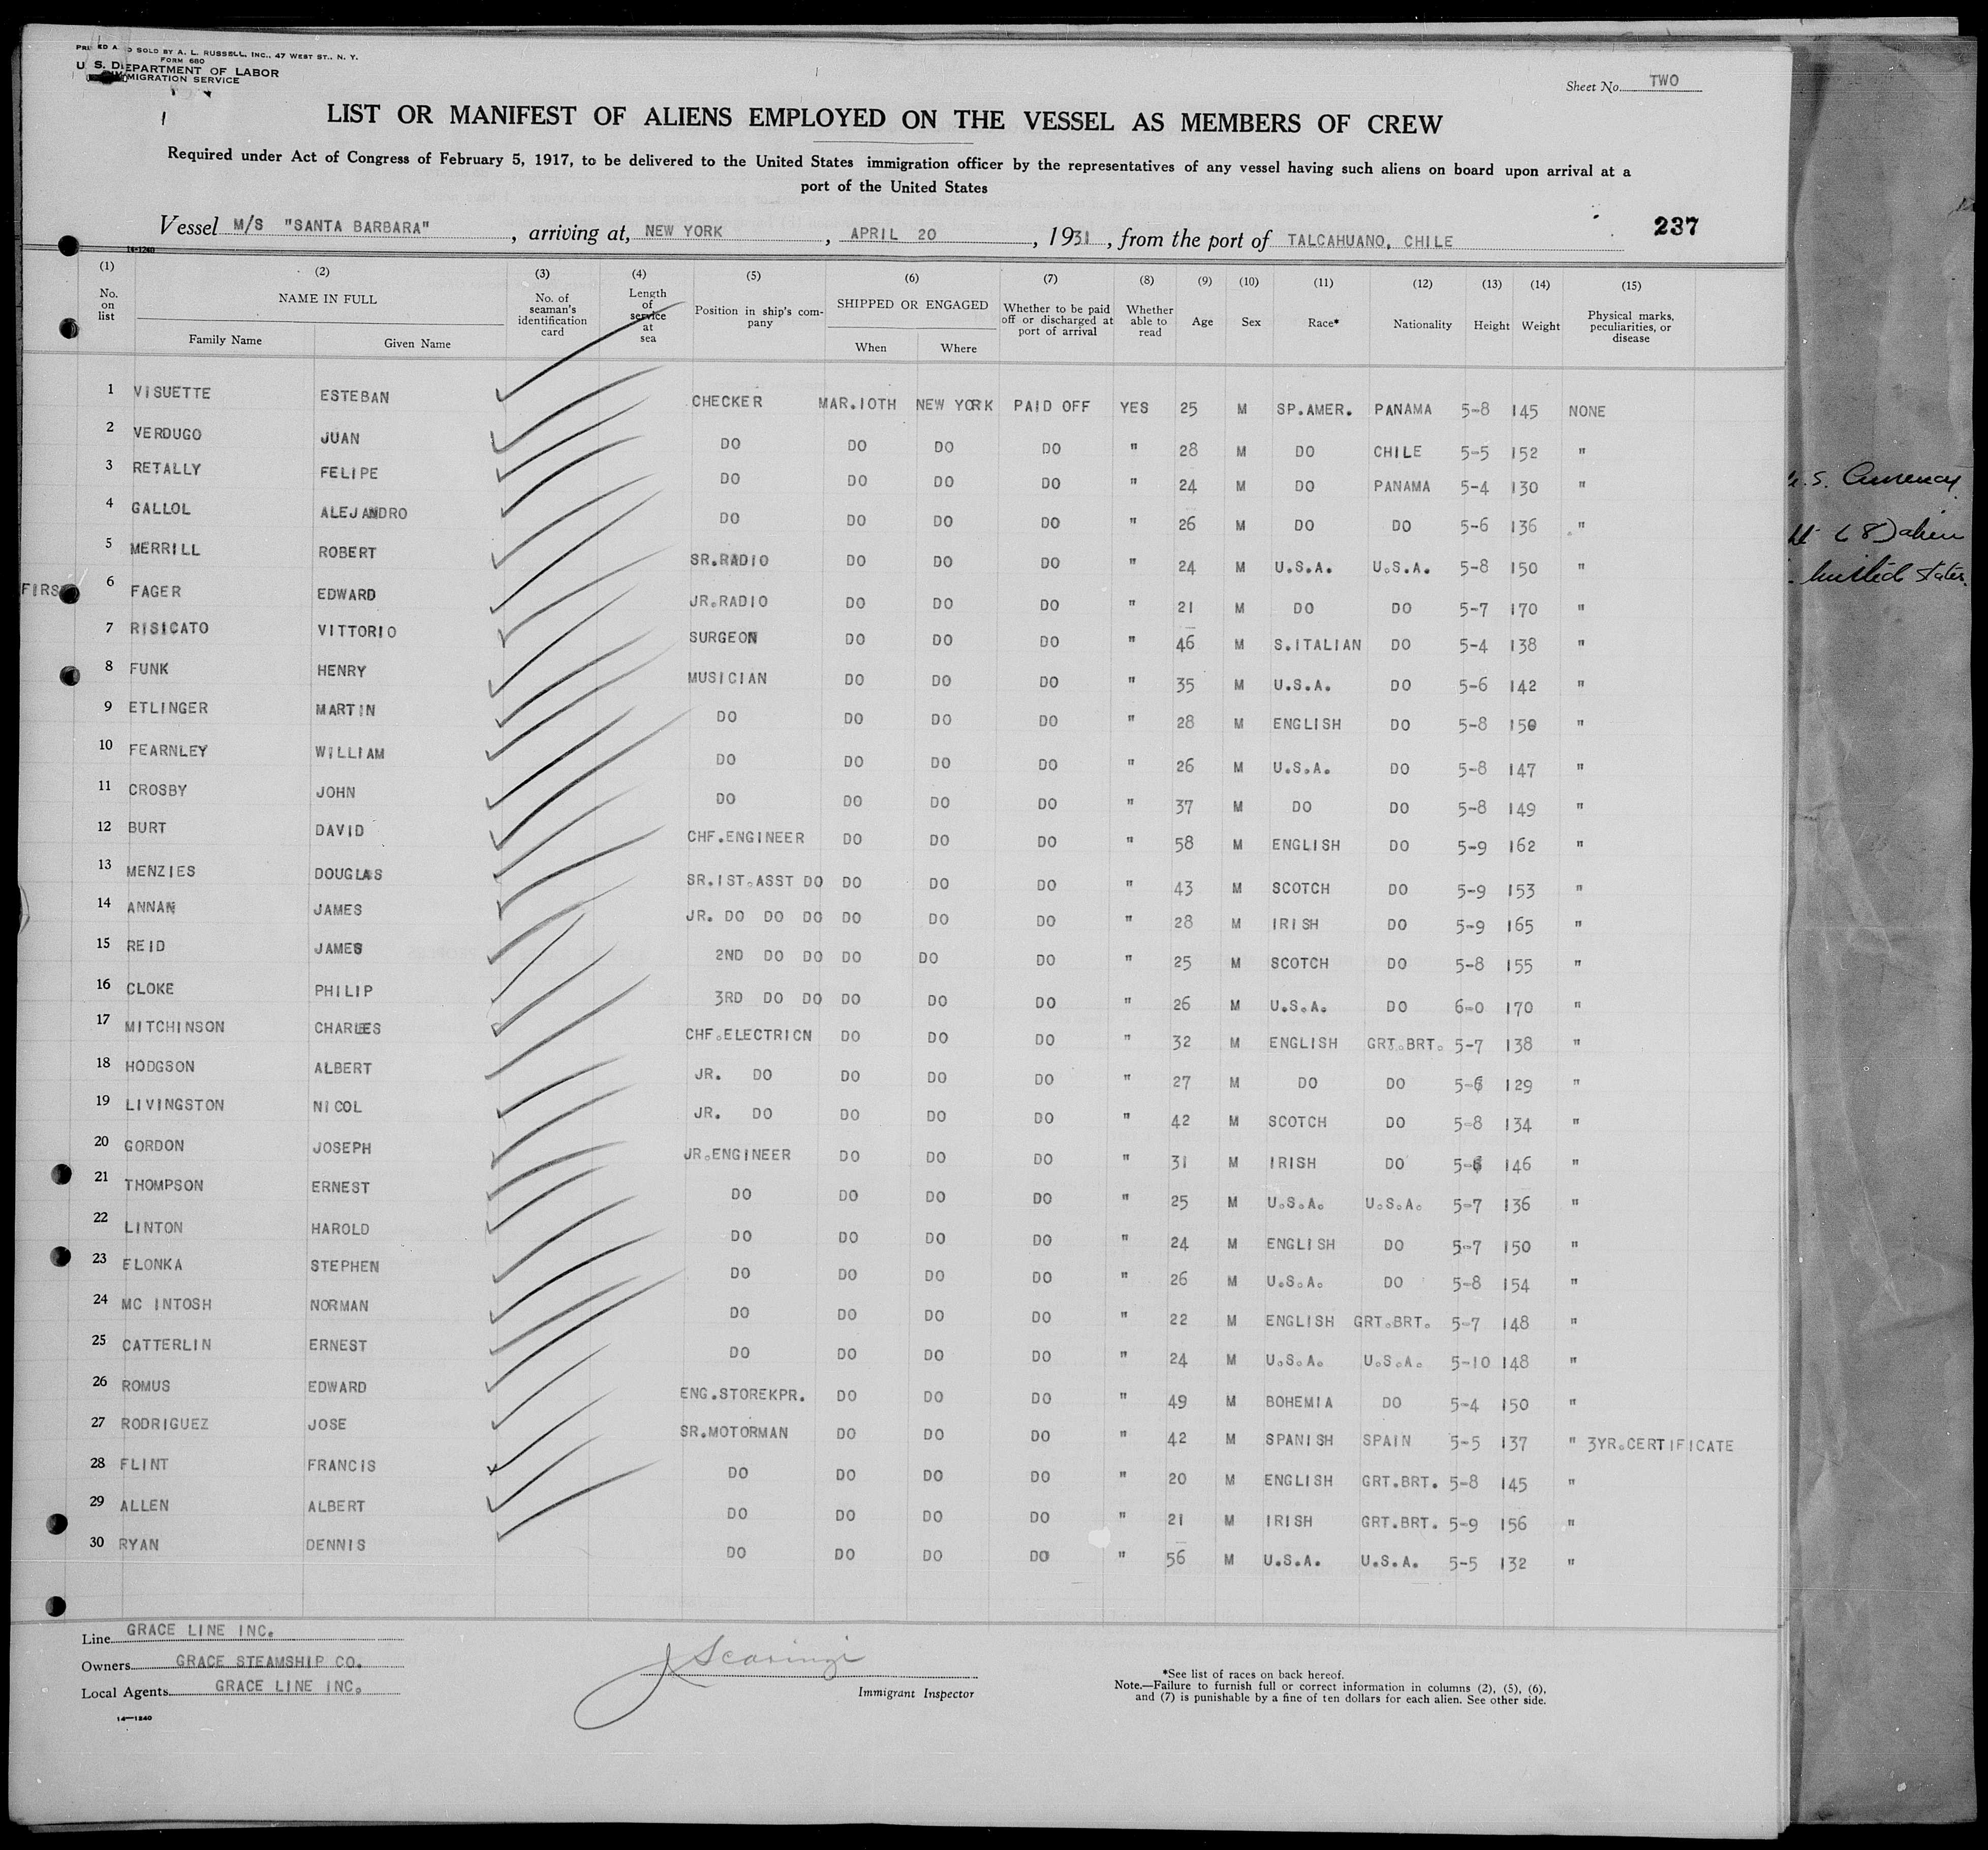 SOLD BY A. L. RUSSELL, INC., 47 WEST ST., N. Y.
FORM 680
U. S. DEPARTMENT OF LABOR
IMMIGRATION SERVICE
Sheet No. TWO
LIST OR MANIFEST OF ALIENS EMPLOYED ON THE VESSEL AS MEMBERS OF CREW
Required under Act of Congress of February 5, 1917, to be delivered to the United States immigration officer by the representatives of any vessel having such aliens on board upon arrival at a
port of the United States
Vessel M/S "SANTA BARBARA", arriving at, NEW YORK, APRIL 20, 1931, from the port of TALCAHUANO, CHILE 237
14-1240
(1) (2) (3) (4) (5) (6) (7) (8) (9) (10) (11) (12) (13) (14) (15)
No. on list NAME IN FULL Family Name Given Name No. of seaman's identification card Length of service at sea Position in ship's company SHIPPED OR ENGAGED When Where Whether to be paid off or discharged at port of arrival Whether able to read Age Sex Race* Nationality Height Weight Physical marks, peculiarities, or disease
1 VISUETTE ESTEBAN CHECKER MAR.10TH NEW YORK PAID OFF YES 25 M SP.AMER. PANAMA 5-8 145 NONE
2 VERDUGO JUAN DO DO DO DO " 28 M DO CHILE 5-5 152 "
3 RETALLY FELIPE DO DO DO DO " 24 M DO PANAMA 5-4 130 "
4 GALLOL ALEJANDRO DO DO DO DO " 26 M DO DO 5-6 136 "
5 MERRILL ROBERT SR.RADIO DO DO DO " 24 M U.S.A. U.S.A. 5-8 150 "
FIRS 6 FAGER EDWARD JR.RADIO DO DO DO " 21 M DO DO 5-7 170 "
7 RISICATO VITTORIO SURGEON DO DO DO " 46 M S.ITALIAN DO 5-4 138 "
8 FUNK HENRY MUSICIAN DO DO DO " 35 M U.S.A. DO 5-6 142 "
9 ETLINGER MARTIN DO DO DO DO " 28 M ENGLISH DO 5-8 150 "
10 FEARNLEY WILLIAM DO DO DO DO " 26 M U.S.A. DO 5-8 147 "
11 CROSBY JOHN DO DO DO DO " 37 M DO DO 5-8 149 "
12 BURT DAVID CHF.ENGINEER DO DO DO " 58 M ENGLISH DO 5-9 162 "
13 MENZIES DOUGLAS SR.1ST.ASST DO DO DO DO " 43 M SCOTCH DO 5-9 153 "
14 ANNAN JAMES JR. DO DO DO DO DO DO " 28 M IRISH DO 5-9 165 "
15 REID JAMES 2ND DO DO DO DO DO " 25 M SCOTCH DO 5-8 155 "
16 CLOKE PHILIP 3RD DO DO DO DO DO " 26 M U.S.A. DO 6-0 170 "
17 MITCHINSON CHARLES CHF.ELECTRICN DO DO DO " 32 M ENGLISH GRT.BRT. 5-7 138 "
18 HODGSON ALBERT JR. DO DO DO DO " 27 M DO DO 5-6 129 "
19 LIVINGSTON NICOL JR. DO DO DO DO " 42 M SCOTCH DO 5-8 134 "
20 GORDON JOSEPH JR.ENGINEER DO DO DO " 31 M IRISH DO 5-6 146 "
21 THOMPSON ERNEST DO DO DO DO " 25 M U.S.A. U.S.A. 5-7 136 "
22 LINTON HAROLD DO DO DO DO " 24 M ENGLISH DO 5-7 150 "
23 ELONKA STEPHEN DO DO DO DO " 26 M U.S.A. DO 5-8 154 "
24 MC INTOSH NORMAN DO DO DO DO " 22 M ENGLISH GRT.BRT. 5-7 148 "
25 CATTERLIN ERNEST DO DO DO DO " 24 M U.S.A. U.S.A. 5-10 148 "
26 ROMUS EDWARD ENG.STOREKPR. DO DO DO " 49 M BOHEMIA DO 5-4 150 "
27 RODRIGUEZ JOSE SR.MOTORMAN DO DO DO " 42 M SPANISH SPAIN 5-5 137 " 3YR.CERTIFICATE
28 FLINT FRANCIS DO DO DO DO " 20 M ENGLISH GRT.BRT. 5-8 145 "
29 ALLEN ALBERT DO DO DO DO " 21 M IRISH GRT.BRT. 5-9 156 "
30 RYAN DENNIS DO DO DO DO " 56 M U.S.A. U.S.A. 5-5 132 "
Line GRACE LINE INC.
Owners GRACE STEAMSHIP CO.
Local Agents GRACE LINE INC.
14-1240
J Scaringi
Immigrant Inspector
*See list of races on back hereof.
Note.—Failure to furnish full or correct information in columns (2), (5), (6),
and (7) is punishable by a fine of ten dollars for each alien. See other side.
S. Currency
(8) alien
States